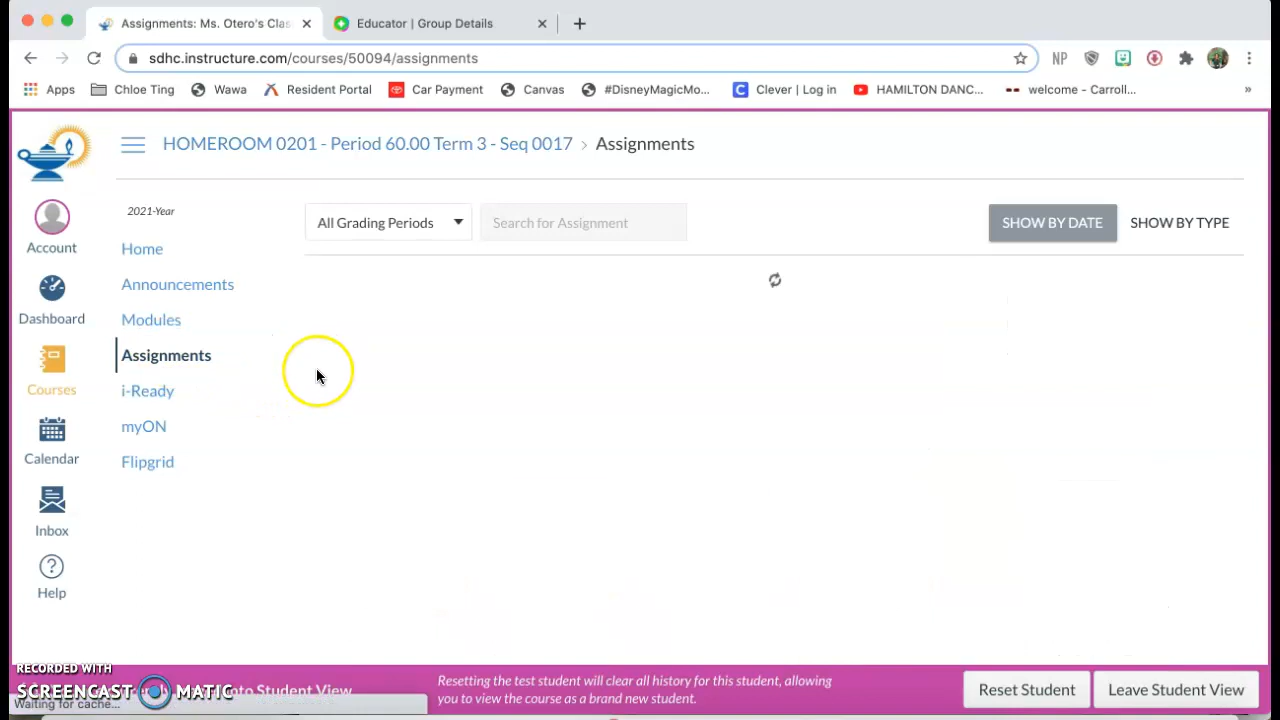 Assignments: Ms. Otero's Clas
Educator | Group Details
sdhc.instructure.com/courses/50094/assignments
NP
Apps Chloe Ting Wawa Resident Portal Car Payment Canvas #DisneyMagicMo... Clever | Log in HAMILTON DANC... welcome - Carroll... »
HOMEROOM 0201 - Period 60.00 Term 3 - Seq 0017 › Assignments
2021-Year
All Grading Periods
Search for Assignment
SHOW BY DATE
SHOW BY TYPE
Account
Dashboard
Courses
Calendar
Inbox
Help
Home
Announcements
Modules
Assignments
i-Ready
myON
Flipgrid
RECORDED WITH
SCREENCAST MATIC
to Student View
Waiting for cache...
Resetting the test student will clear all history for this student, allowing
you to view the course as a brand new student.
Reset Student
Leave Student View